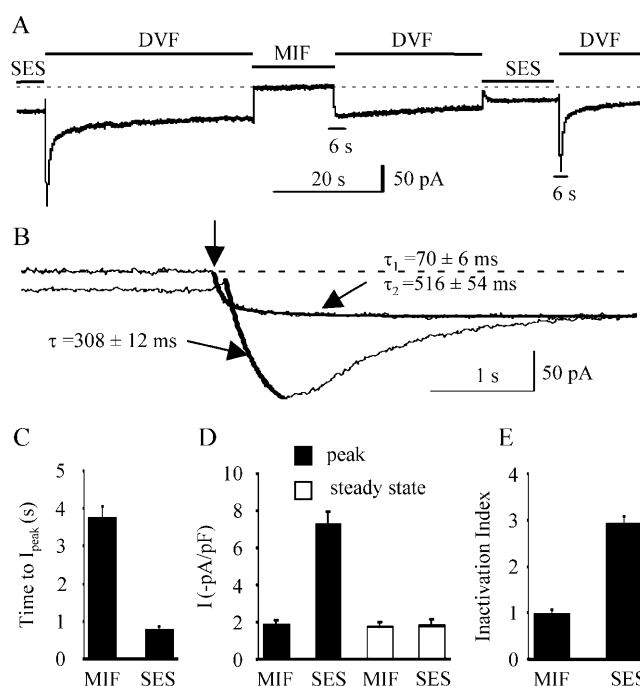 A
DVF MIF DVF DVF
SES SES
6 s
20 s 50 pA 6 s
B
τ₁ =70 ± 6 ms
τ₂ =516 ± 54 ms
τ =308 ± 12 ms
1 s 50 pA
C D E
peak
steady state
Time to Ipeak (s)
5
4
3
2
1
0
MIF SES
I (-pA/pF)
10
8
6
4
2
0
MIF SES MIF SES
Inactivation Index
4
3
2
1
0
MIF SES